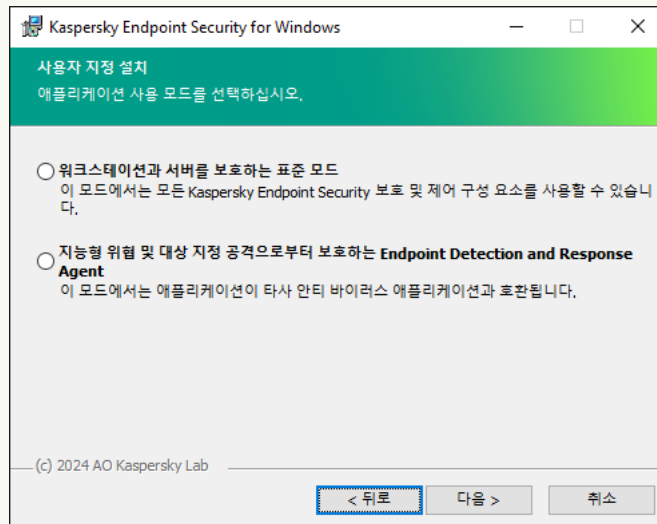 Kaspersky Endpoint Security for Windows
사용자 지정 설치
애플리케이션 사용 모드를 선택하십시오.
워크스테이션과 서버를 보호하는 표준 모드
이 모드에서는 모든 Kaspersky Endpoint Security 보호 및 제어 구성 요소를 사용할 수 있습니
다.
지능형 위협 및 대상 지정 공격으로부터 보호하는 Endpoint Detection and Response
Agent
이 모드에서는 애플리케이션이 타사 안티 바이러스 애플리케이션과 호환됩니다.
(c) 2024 AO Kaspersky Lab
< 뒤로 다음 > 취소